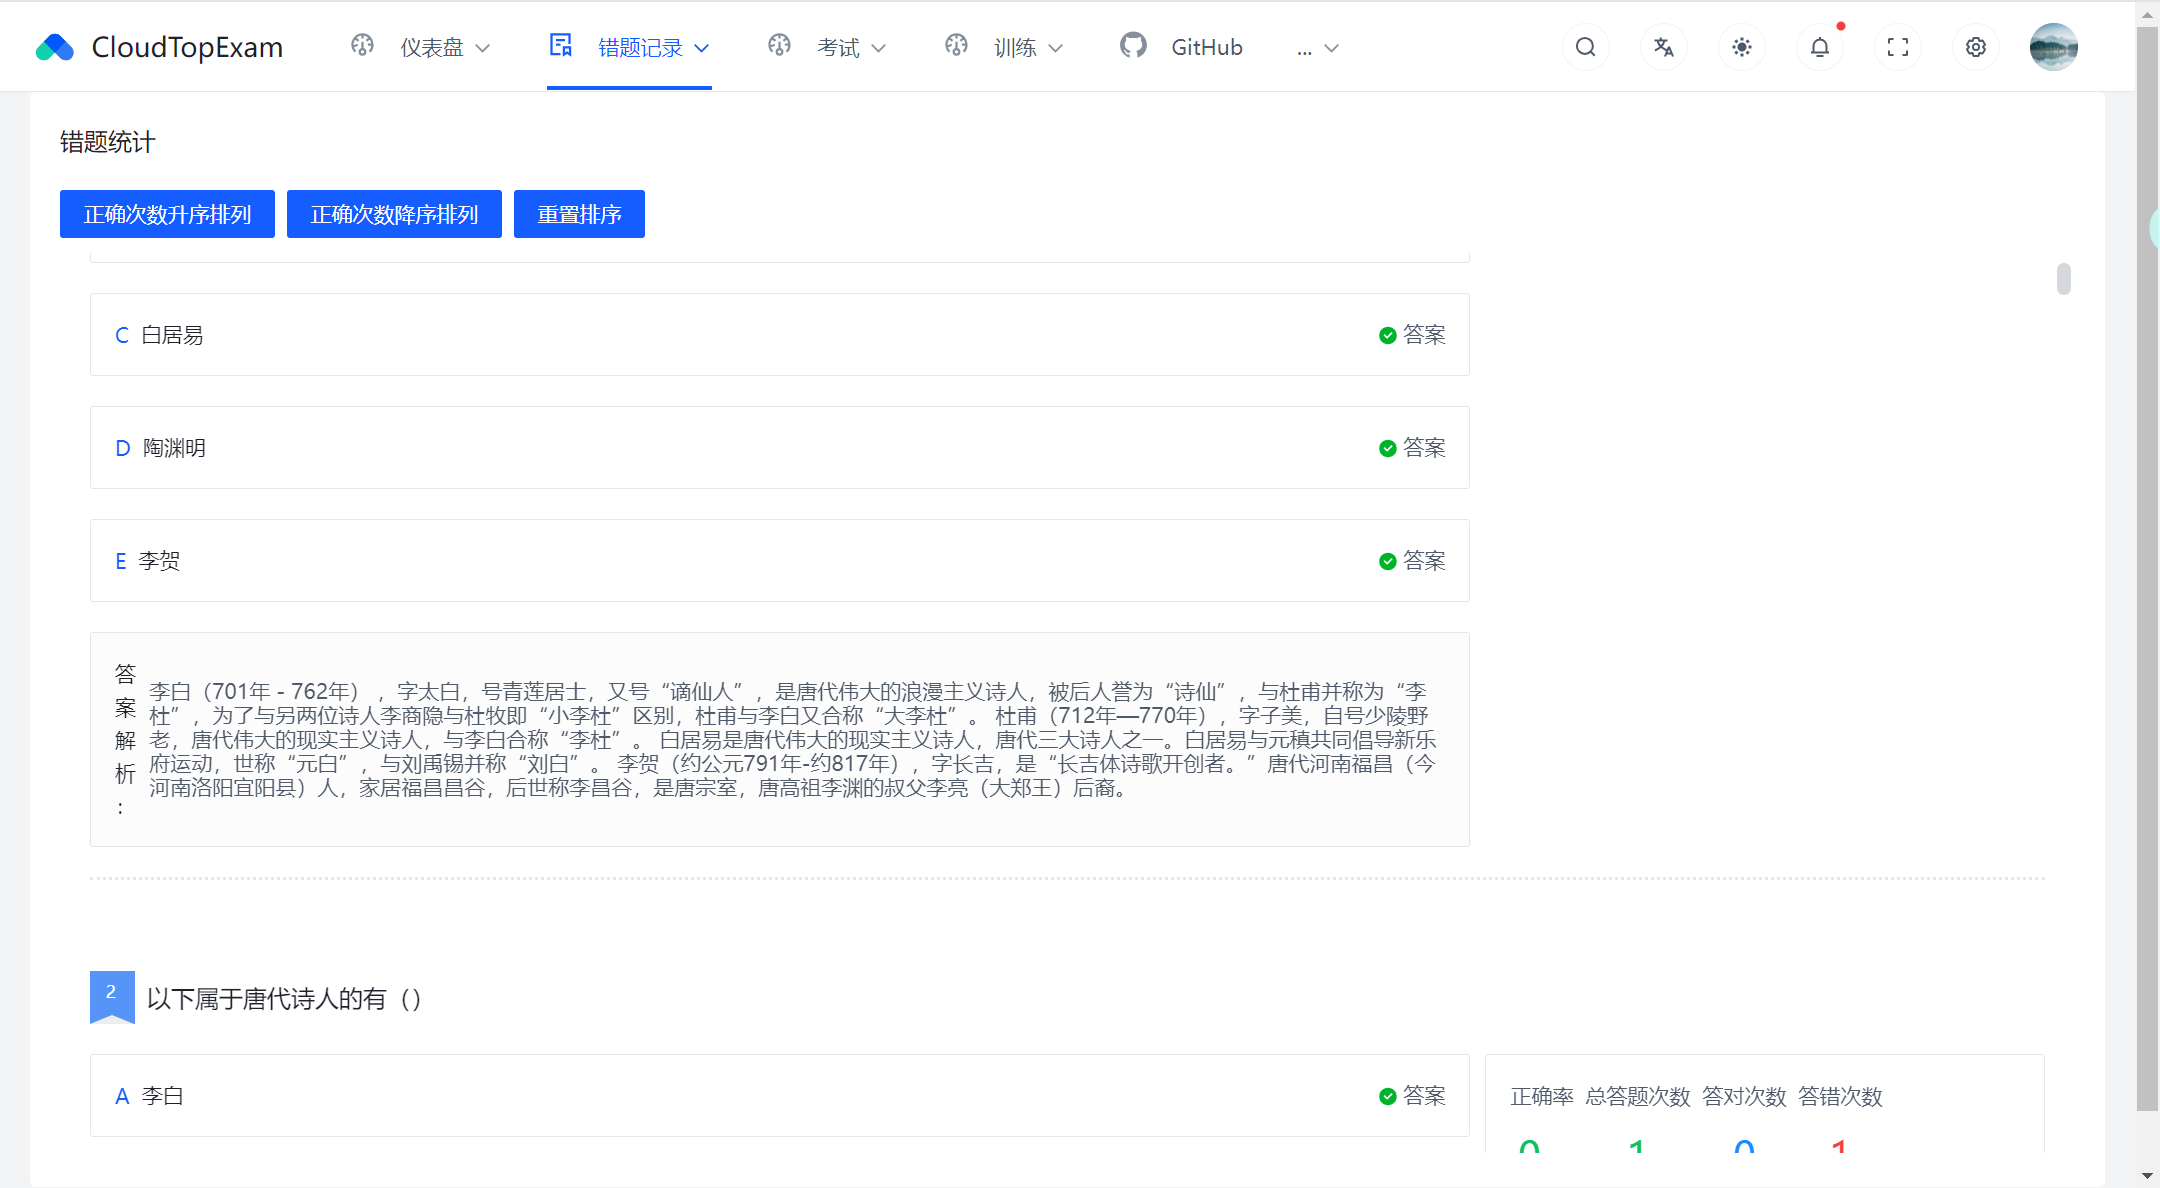 CloudTopExam 仪表盘 错题记录 考试 训练 GitHub ...
错题统计
正确次数升序排列 正确次数降序排列 重置排序
C 白居易 答案
D 陶渊明 答案
E 李贺 答案
答案解析：
李白（701年 - 762年） ，字太白，号青莲居士，又号“谪仙人”，是唐代伟大的浪漫主义诗人，被后人誉为“诗仙”，与杜甫并称为“李
杜”，为了与另两位诗人李商隐与杜牧即“小李杜”区别，杜甫与李白又合称“大李杜”。 杜甫（712年—770年），字子美，自号少陵野
老，唐代伟大的现实主义诗人，与李白合称“李杜”。 白居易是唐代伟大的现实主义诗人，唐代三大诗人之一。白居易与元稹共同倡导新乐
府运动，世称“元白”，与刘禹锡并称“刘白”。 李贺（约公元791年-约817年），字长吉，是“长吉体诗歌开创者。”唐代河南福昌（今
河南洛阳宜阳县）人，家居福昌昌谷，后世称李昌谷，是唐宗室，唐高祖李渊的叔父李亮（大郑王）后裔。
2 以下属于唐代诗人的有（）
A 李白 答案
正确率 总答题次数 答对次数 答错次数
0 1 0 1